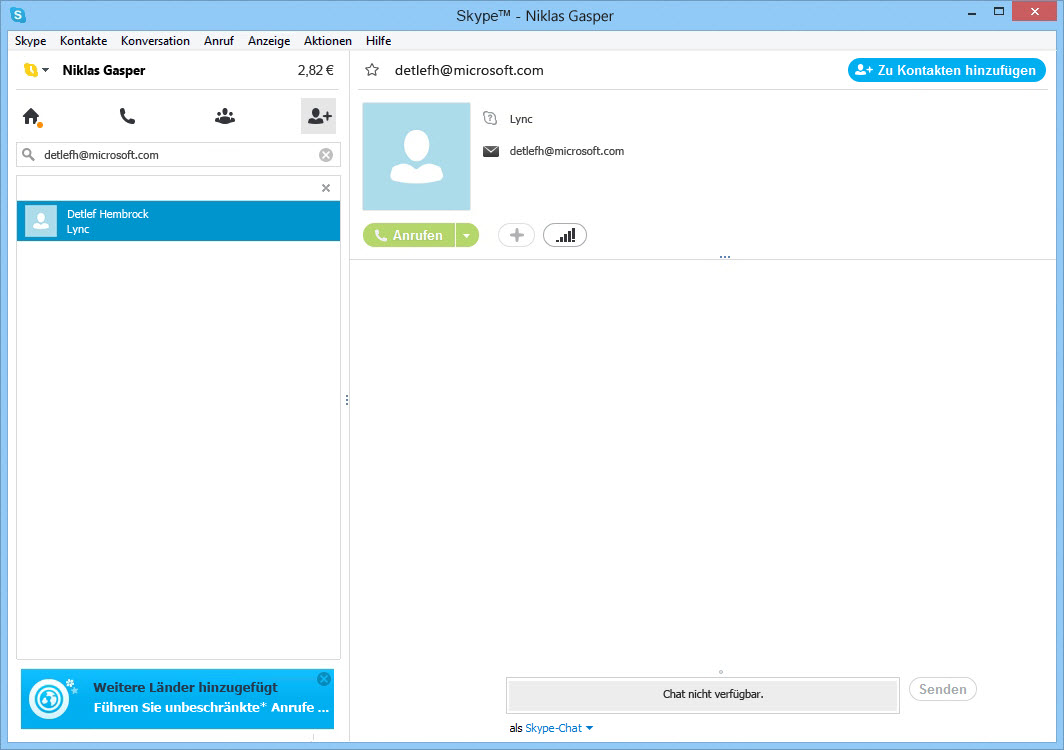 Skype™ - Niklas Gasper
Skype Kontakte Konversation Anruf Anzeige Aktionen Hilfe
Niklas Gasper 2,82 €
detlefh@microsoft.com
Detlef Hembrock
Lync
Weitere Länder hinzugefügt
Führen Sie unbeschränkte* Anrufe ...
detlefh@microsoft.com Zu Kontakten hinzufügen
Lync
detlefh@microsoft.com
Anrufen
Chat nicht verfügbar.
Senden
als Skype-Chat